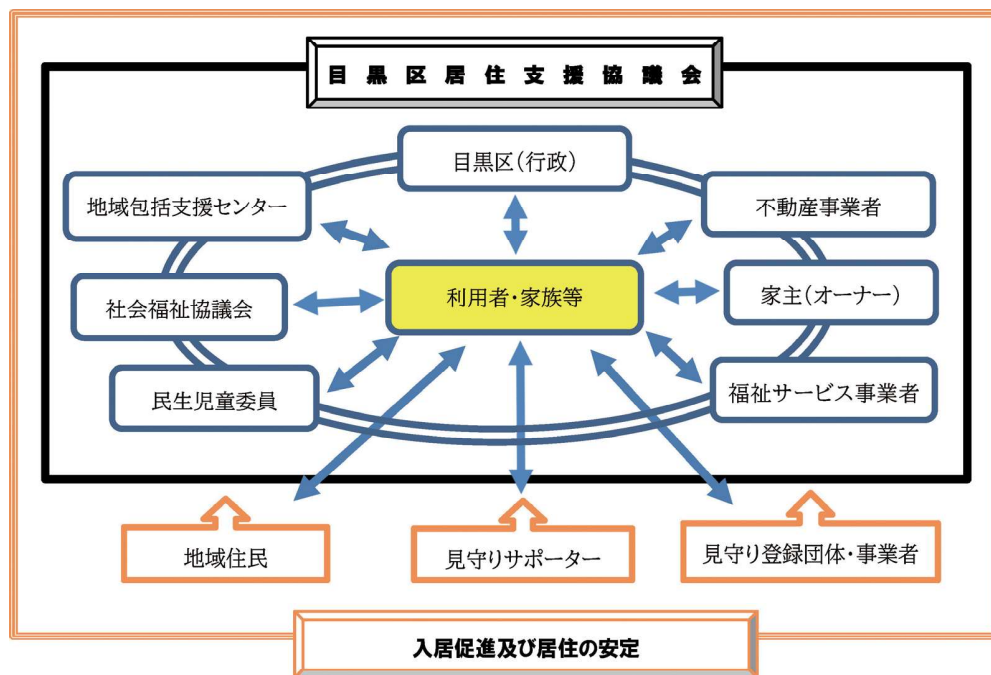 目黒区居住支援協議会
目黒区(行政)
地域包括支援センター
不動産事業者
利用者・家族等
社会福祉協議会
家主(オーナー)
民生児童委員
福祉サービス事業者
地域住民
見守りサポーター
見守り登録団体・事業者
入居促進及び居住の安定